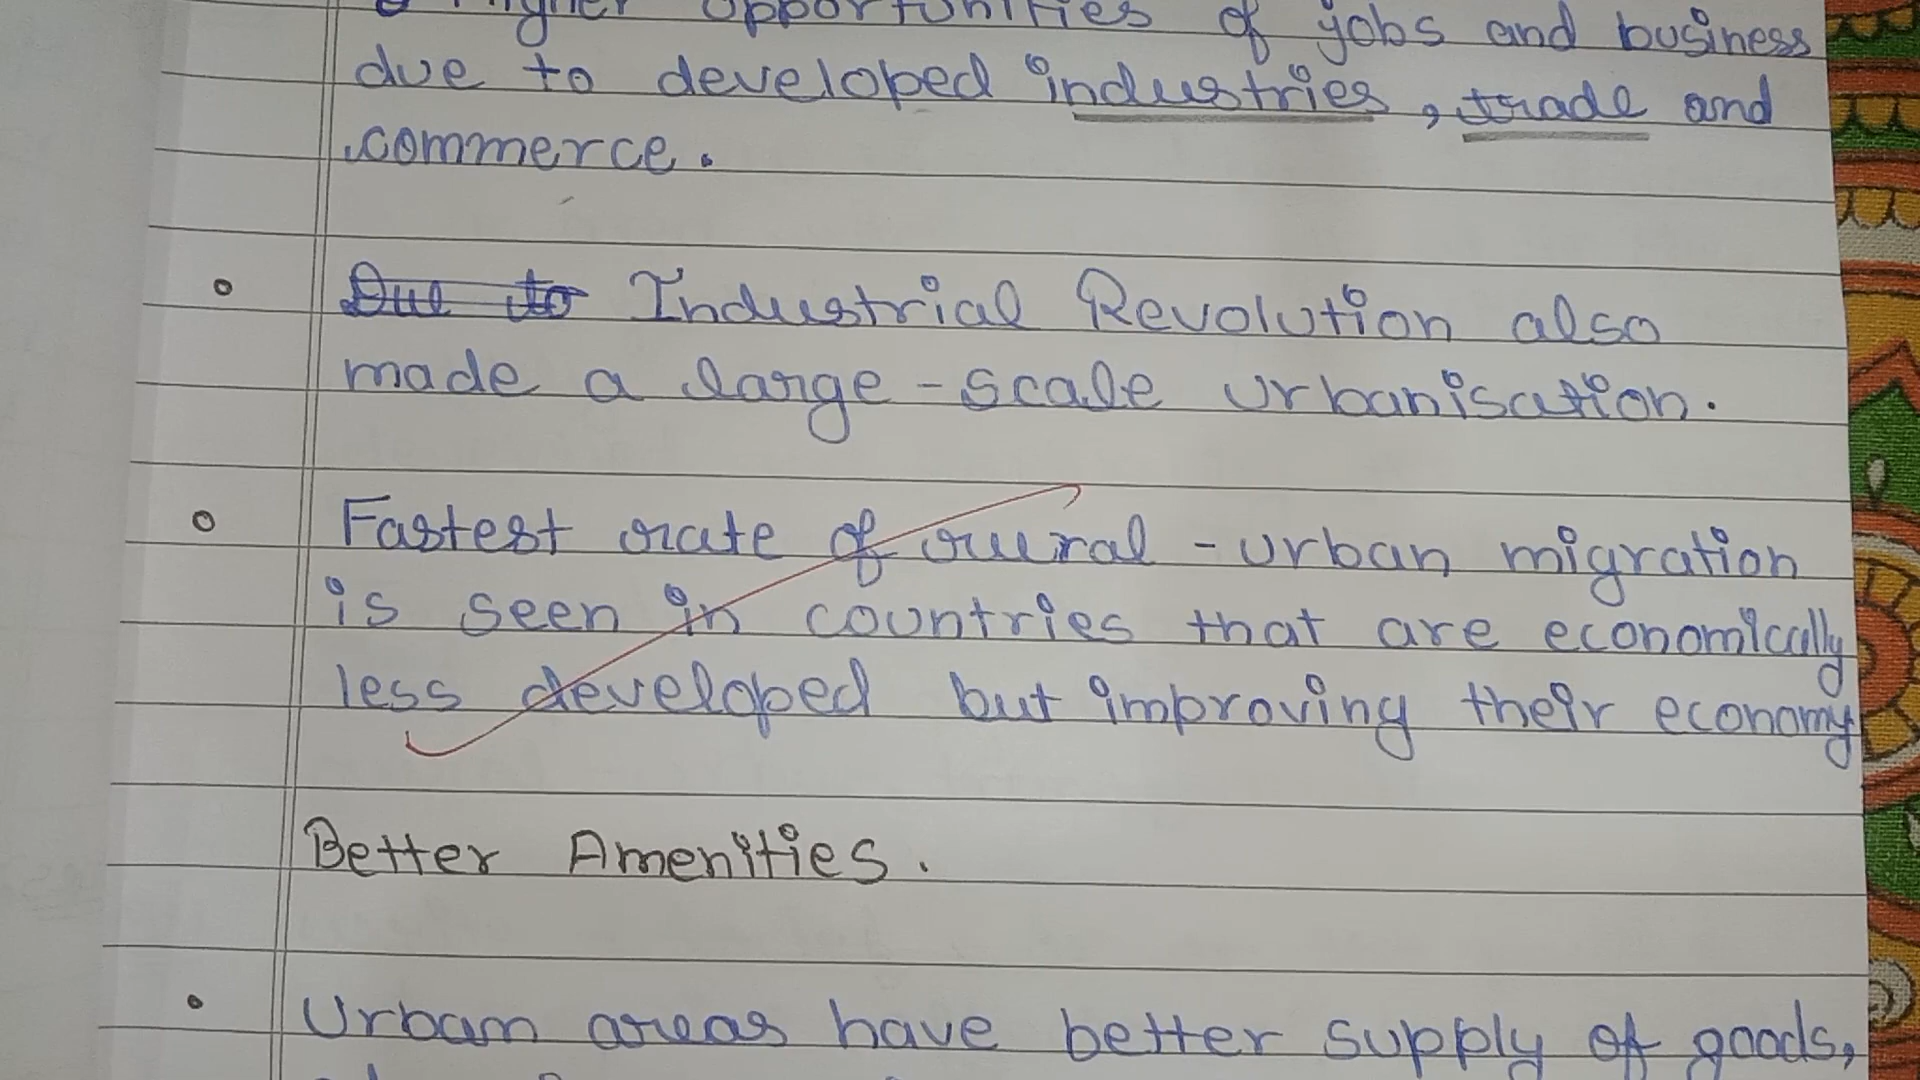 Higher opportunities of jobs and business
due to developed industries, trade and
commerce.
Due to Industrial Revolution also
made a large-scale urbanisation.
Fastest rate of rural-urban migration
is seen in countries that are economically
less developed but improving their economy
Better Amenities.
Urban areas have better supply of goods,